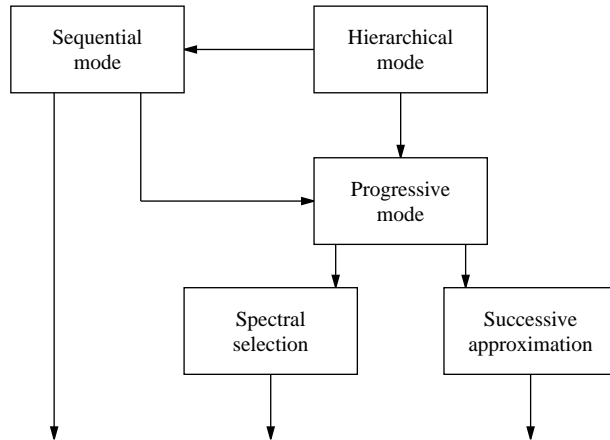 Sequential
mode
Hierarchical
mode
Progressive
mode
Spectral
selection
Successive
approximation